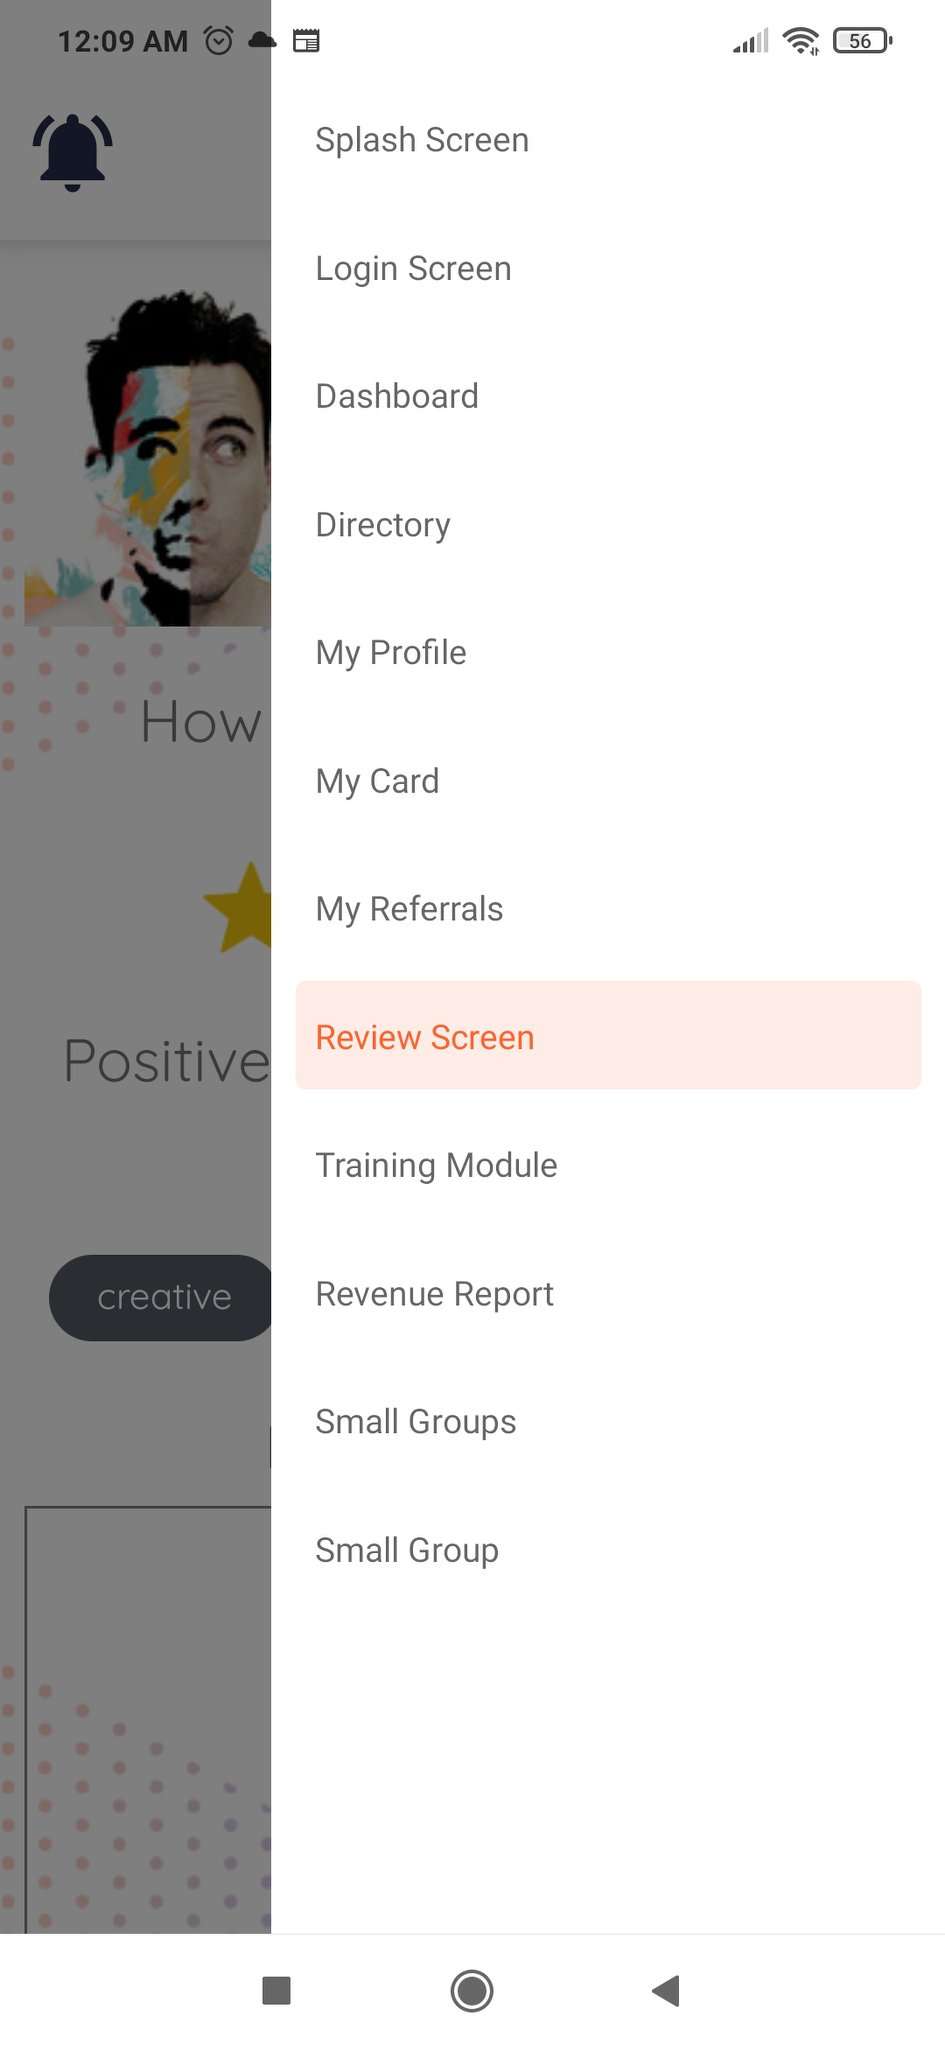 12:09 AM
56
Splash Screen
Login Screen
Dashboard
Directory
My Profile
How
My Card
My Referrals
Review Screen
Positive
Training Module
creative
Revenue Report
Small Groups
Small Group